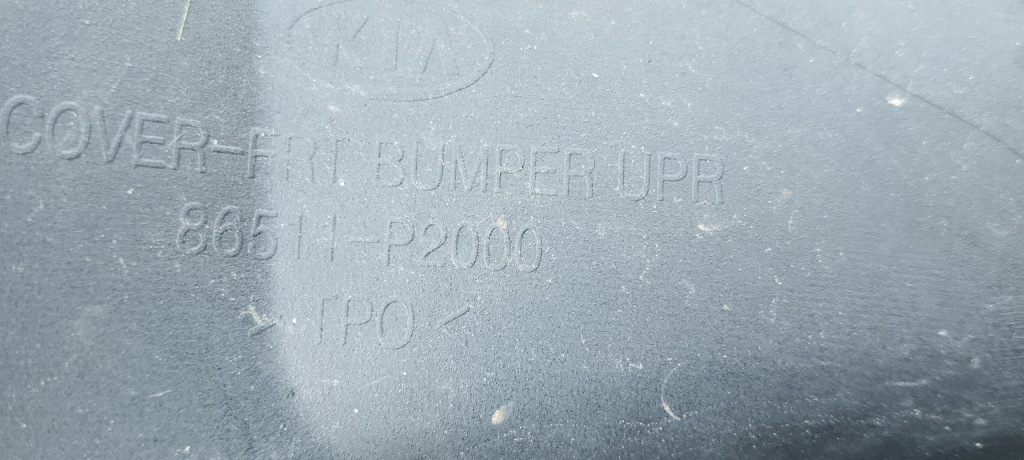 KIA
COVER-FRT BUMPER UPR
86511-P2000
> TPO <